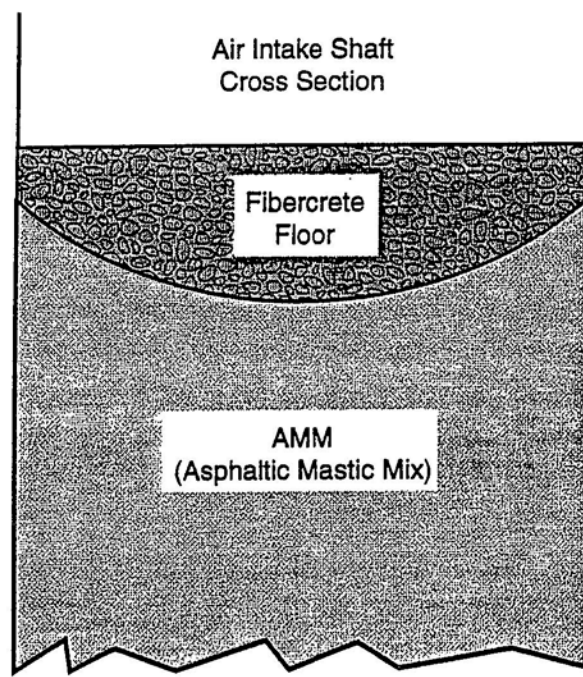 Air Intake Shaft
Cross Section
Fibercrete
Floor
AMM
(Asphaltic Mastic Mix)